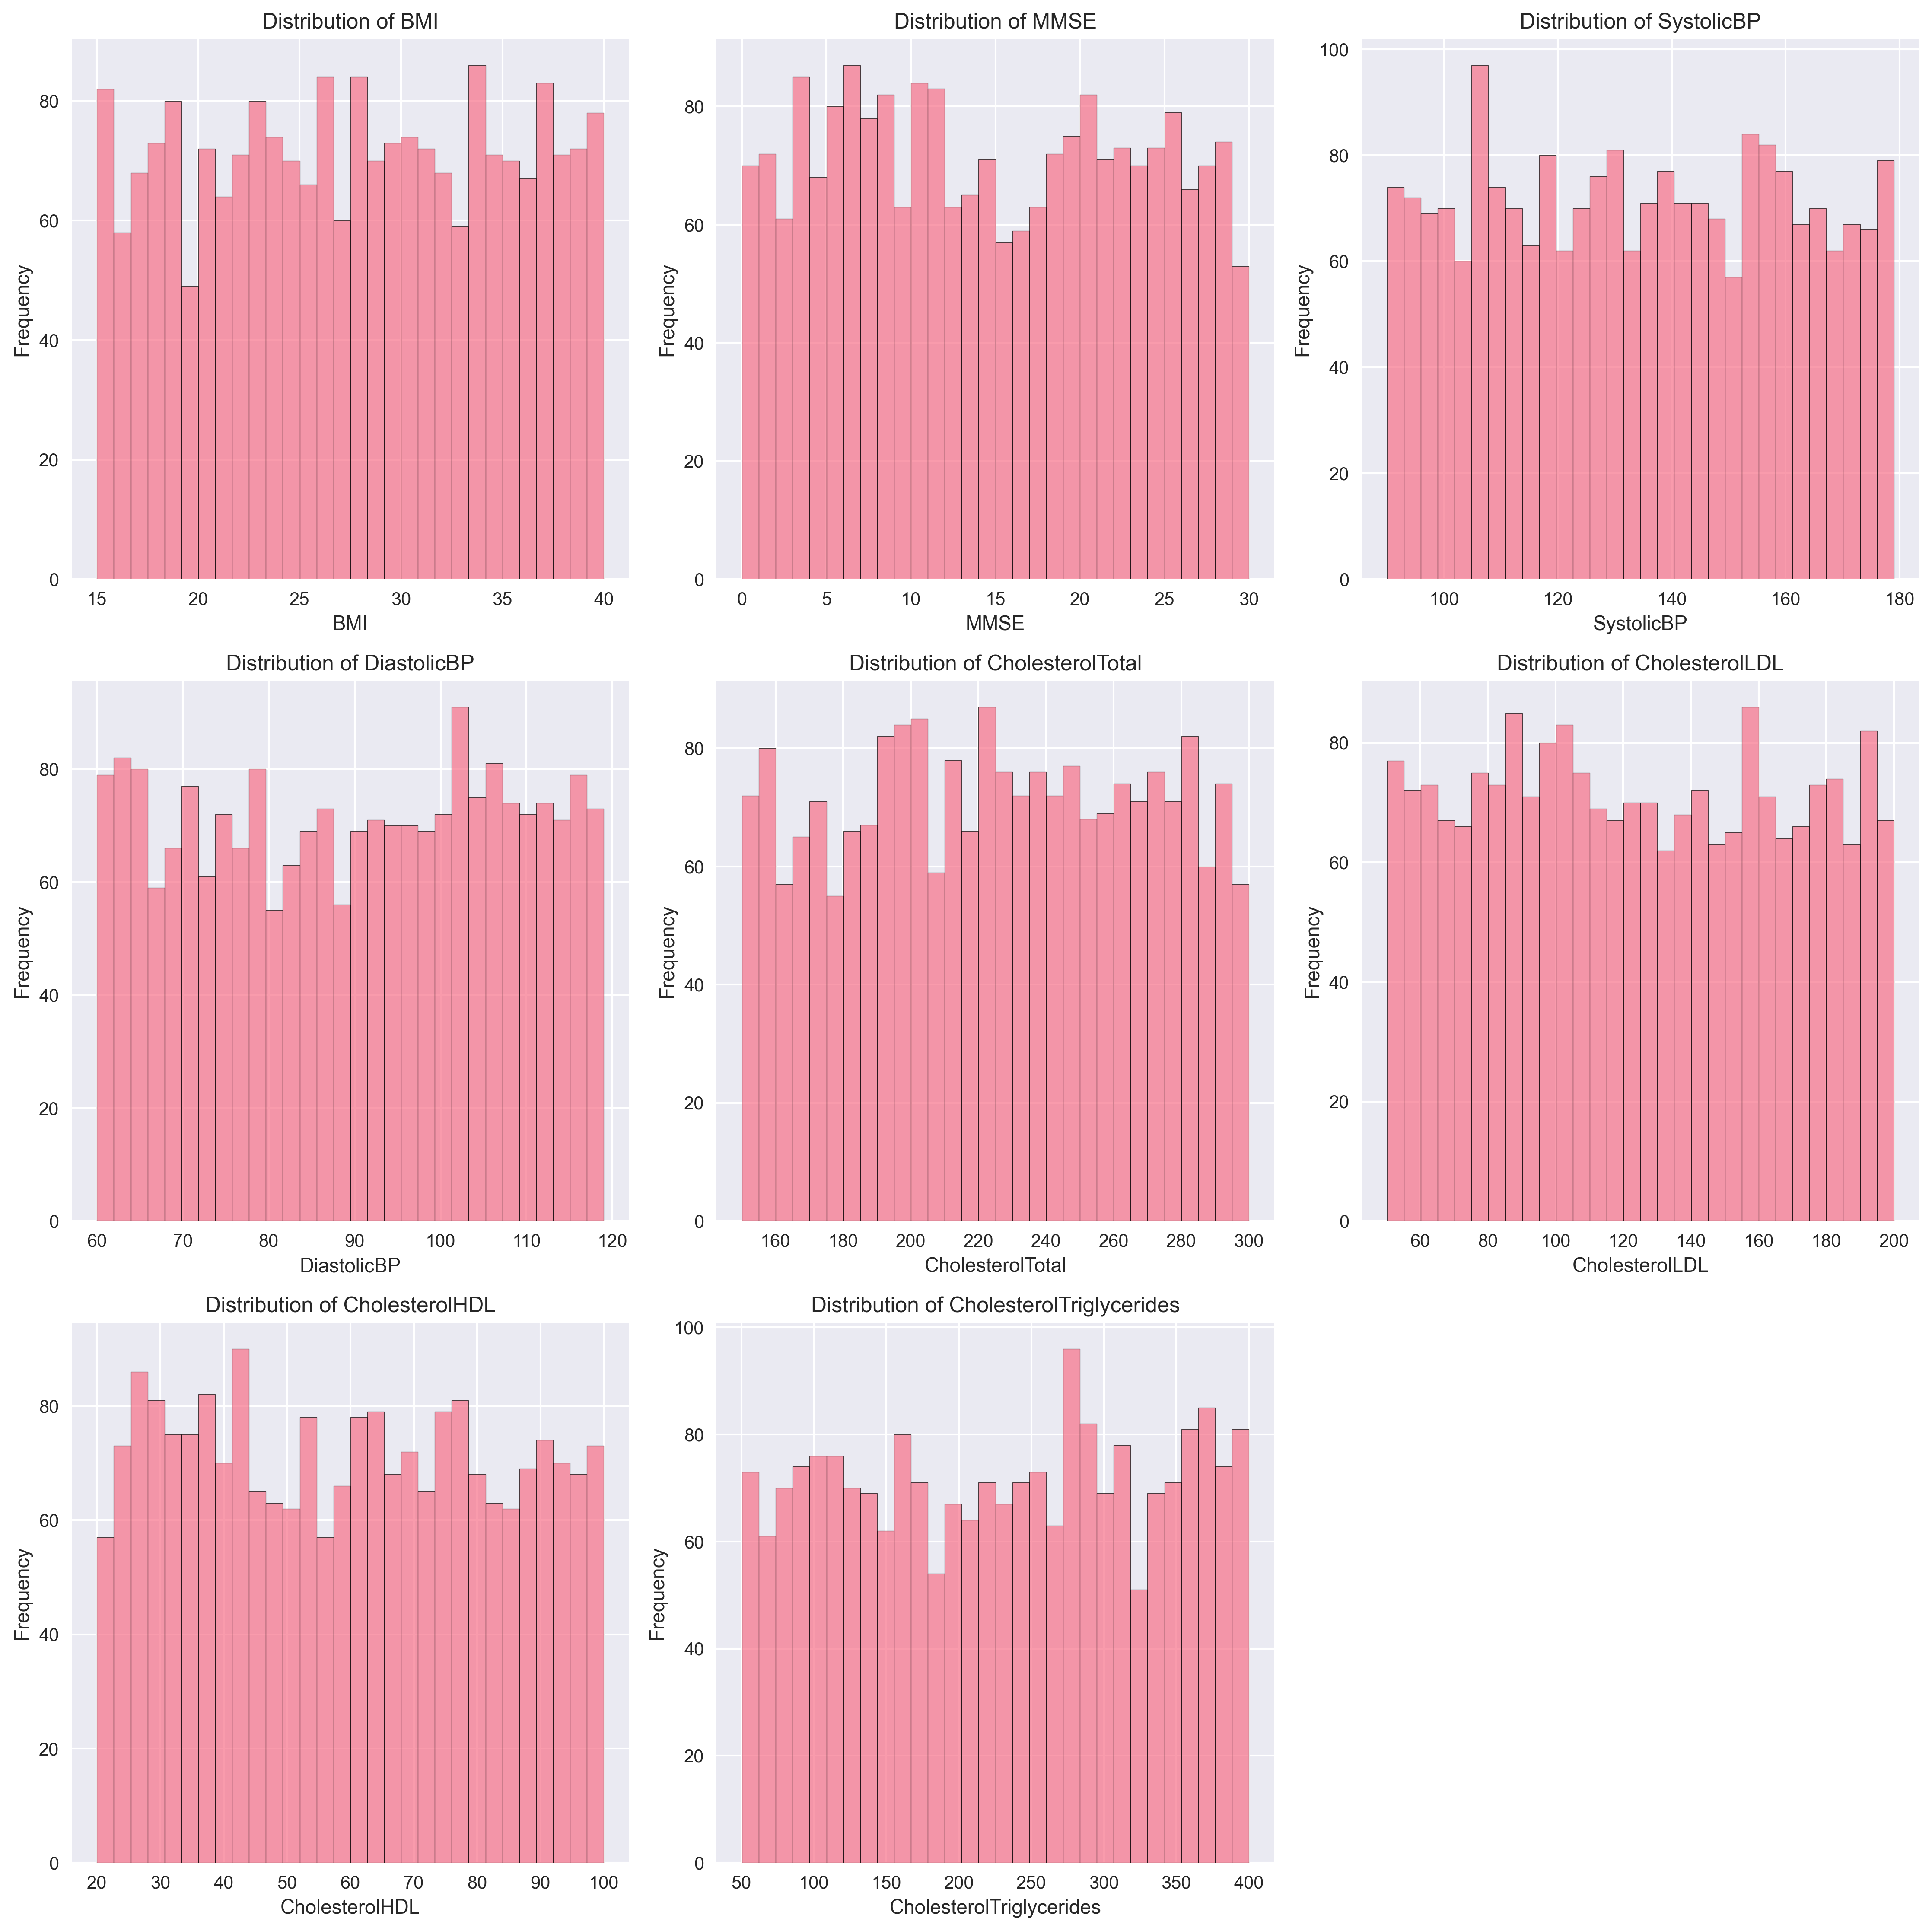 Distribution of BMI
80
60
40
20
0
Frequency
15 20 25 30 35 40
BMI
Distribution of MMSE
80
60
40
20
0
Frequency
0 5 10 15 20 25 30
MMSE
Distribution of SystolicBP
100
80
60
40
20
0
Frequency
100 120 140 160 180
SystolicBP
Distribution of DiastolicBP
80
60
40
20
0
Frequency
60 70 80 90 100 110 120
DiastolicBP
Distribution of CholesterolTotal
80
60
40
20
0
Frequency
160 180 200 220 240 260 280 300
CholesterolTotal
Distribution of CholesterolLDL
80
60
40
20
0
Frequency
60 80 100 120 140 160 180 200
CholesterolLDL
Distribution of CholesterolHDL
80
60
40
20
0
Frequency
20 30 40 50 60 70 80 90 100
CholesterolHDL
Distribution of CholesterolTriglycerides
100
80
60
40
20
0
Frequency
50 100 150 200 250 300 350 400
CholesterolTriglycerides